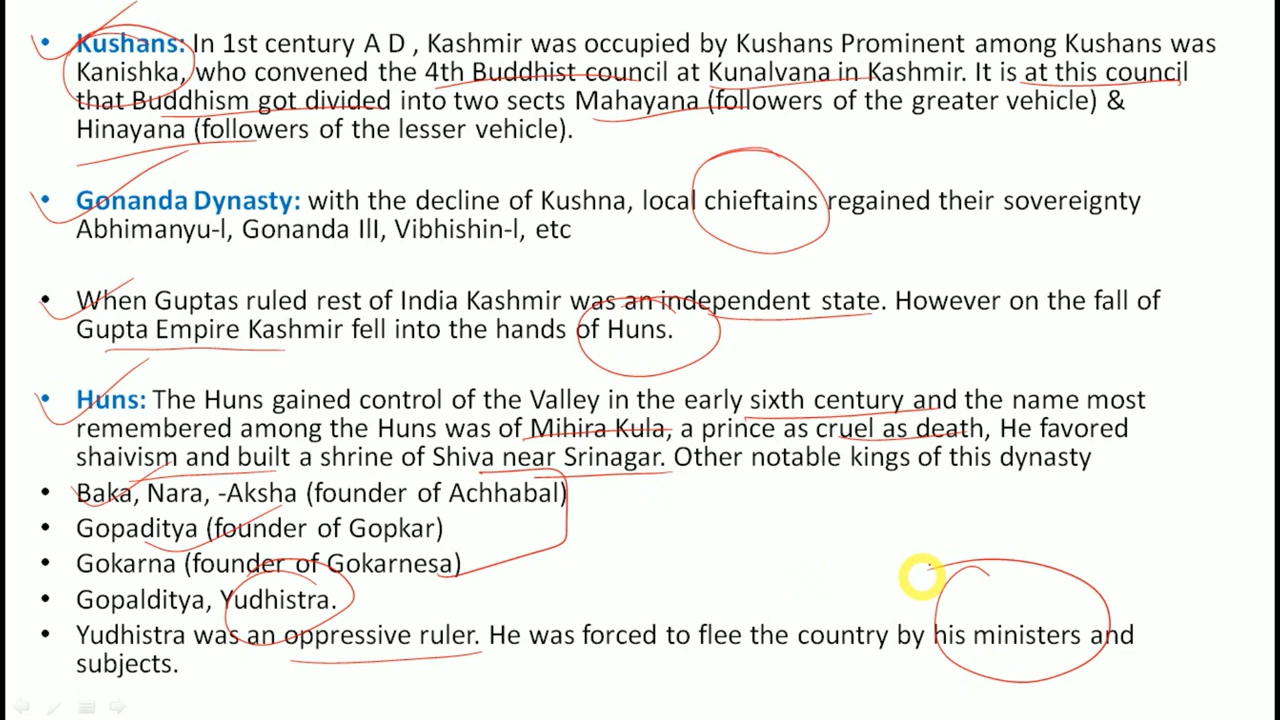 • Kushans: In 1st century A D , Kashmir was occupied by Kushans Prominent among Kushans was
Kanishka, who convened the 4th Buddhist council at Kunalvana in Kashmir. It is at this council
that Buddhism got divided into two sects Mahayana (followers of the greater vehicle) &
Hinayana (followers of the lesser vehicle).
• Gonanda Dynasty: with the decline of Kushna, local chieftains regained their sovereignty
Abhimanyu-l, Gonanda Ill, Vibhishin-l, etc
• When Guptas ruled rest of India Kashmir was an independent state. However on the fall of
Gupta Empire Kashmir fell into the hands of Huns.
• Huns: The Huns gained control of the Valley in the early sixth century and the name most
remembered among the Huns was of Mihira Kula, a prince as cruel as death, He favored
shaivism and built a shrine of Shiva near Srinagar. Other notable kings of this dynasty
• Baka, Nara, -Aksha (founder of Achhabal)
• Gopaditya (founder of Gopkar)
• Gokarna (founder of Gokarnesa)
• Gopalditya, Yudhistra.
• Yudhistra was an oppressive ruler. He was forced to flee the country by his ministers and
subjects.